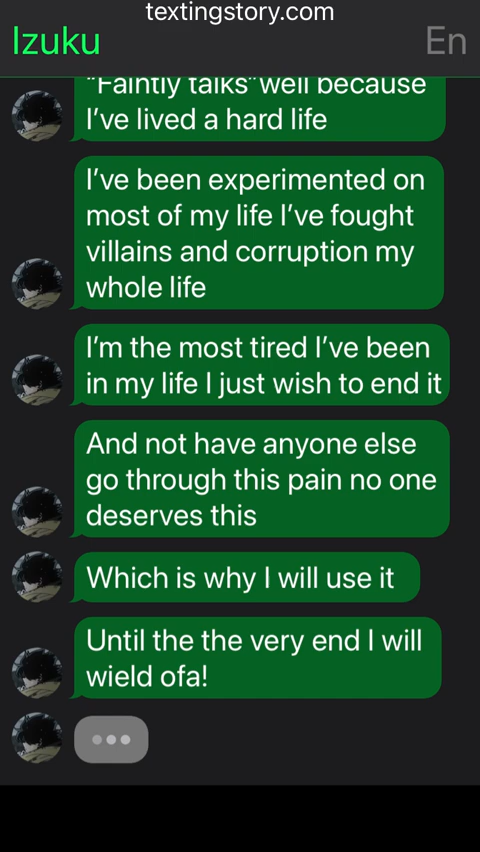 textingstory.com
Izuku
En
"Faintly talks"well because
I've lived a hard life
I've been experimented on
most of my life I've fought
villains and corruption my
whole life
I'm the most tired I've been
in my life I just wish to end it
And not have anyone else
go through this pain no one
deserves this
Which is why I will use it
Until the the very end I will
wield ofa!